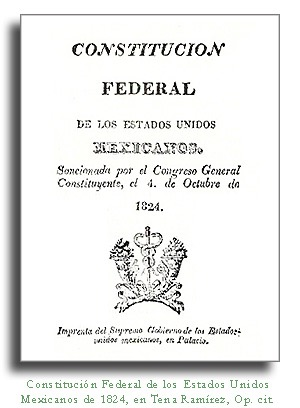 CONSTITUCION
FEDERAL
DE LOS ESTADOS UNIDOS
MEXICANOS.
Sancionada por el Congreso General
Constituyente, el 4. de Octubre de
1824.
Imprenta del Supremo Gobierno de los Estados-
unidos mexicanos, en Palacio.
Constitución Federal de los Estados Unidos
Mexicanos de 1824, en Tena Ramírez, Op. cit.